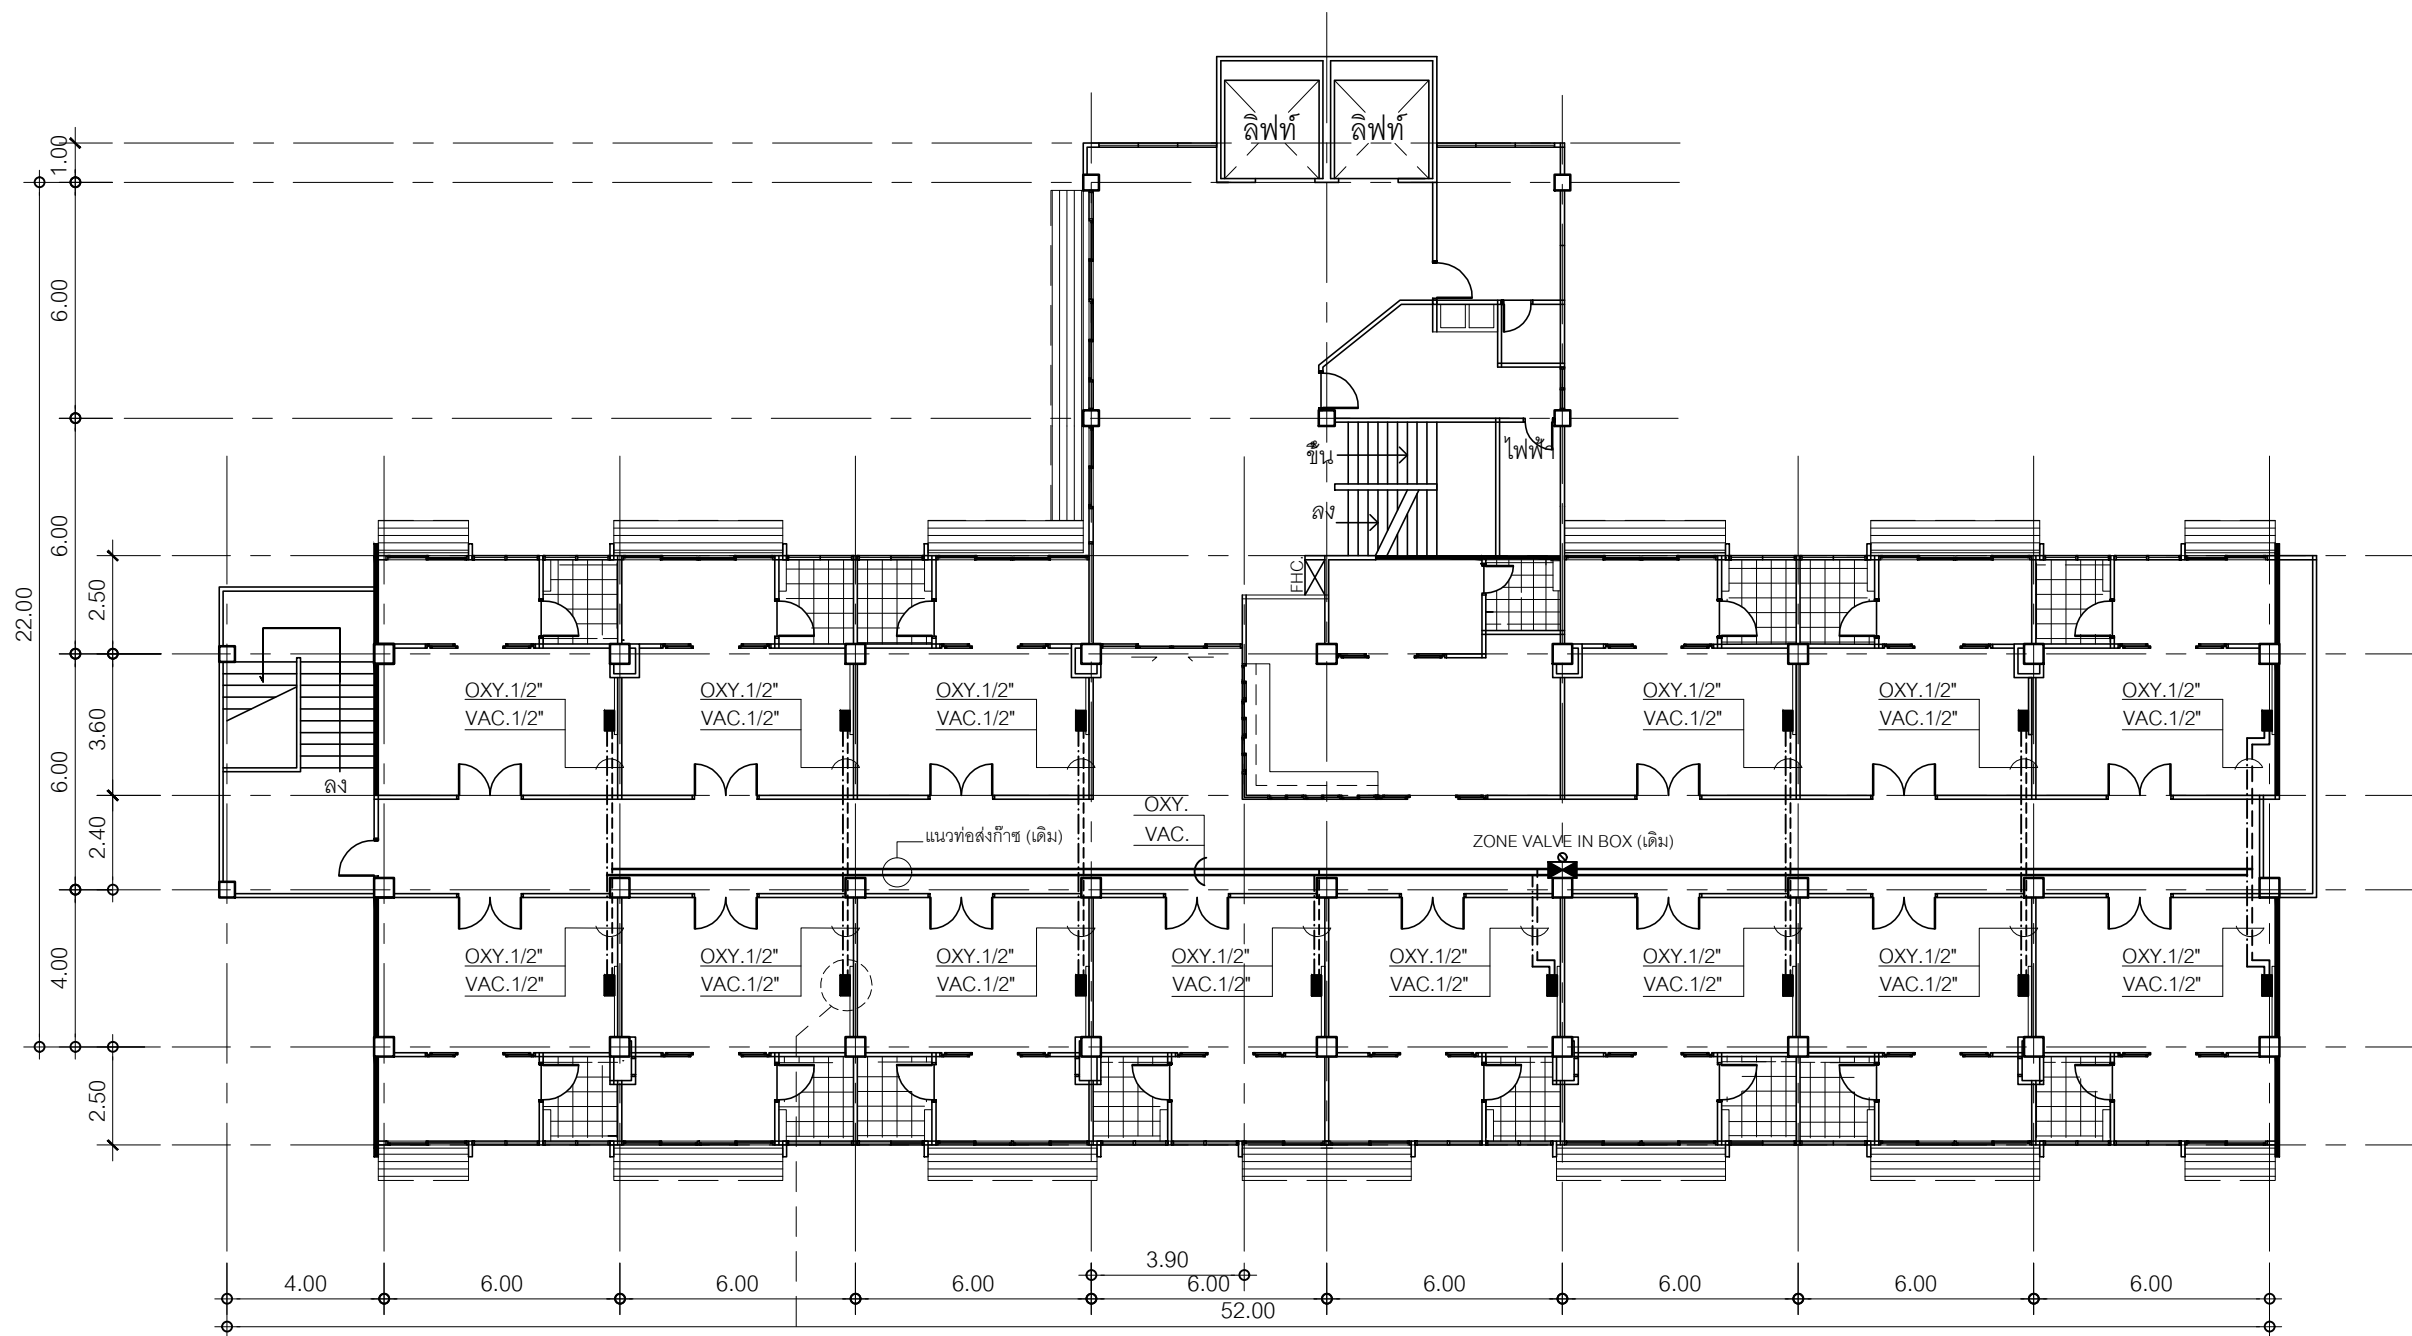 ลิฟท์ ลิฟท์
1.00
6.00
6.00
22.00
2.50
3.60
6.00
2.40
4.00
2.50
ขึ้น
ไฟฟ้า
ลง
FHC.
OXY.1/2" OXY.1/2" OXY.1/2" OXY.1/2" OXY.1/2" OXY.1/2"
VAC.1/2" VAC.1/2" VAC.1/2" VAC.1/2" VAC.1/2" VAC.1/2"
ลง
OXY.
VAC.
แนวท่อส่งก๊าซ (เดิม)
ZONE VALVE IN BOX (เดิม)
OXY.1/2" OXY.1/2" OXY.1/2" OXY.1/2" OXY.1/2" OXY.1/2" OXY.1/2" OXY.1/2"
VAC.1/2" VAC.1/2" VAC.1/2" VAC.1/2" VAC.1/2" VAC.1/2" VAC.1/2" VAC.1/2"
3.90
4.00 6.00 6.00 6.00 6.00 6.00 6.00 6.00 6.00
52.00